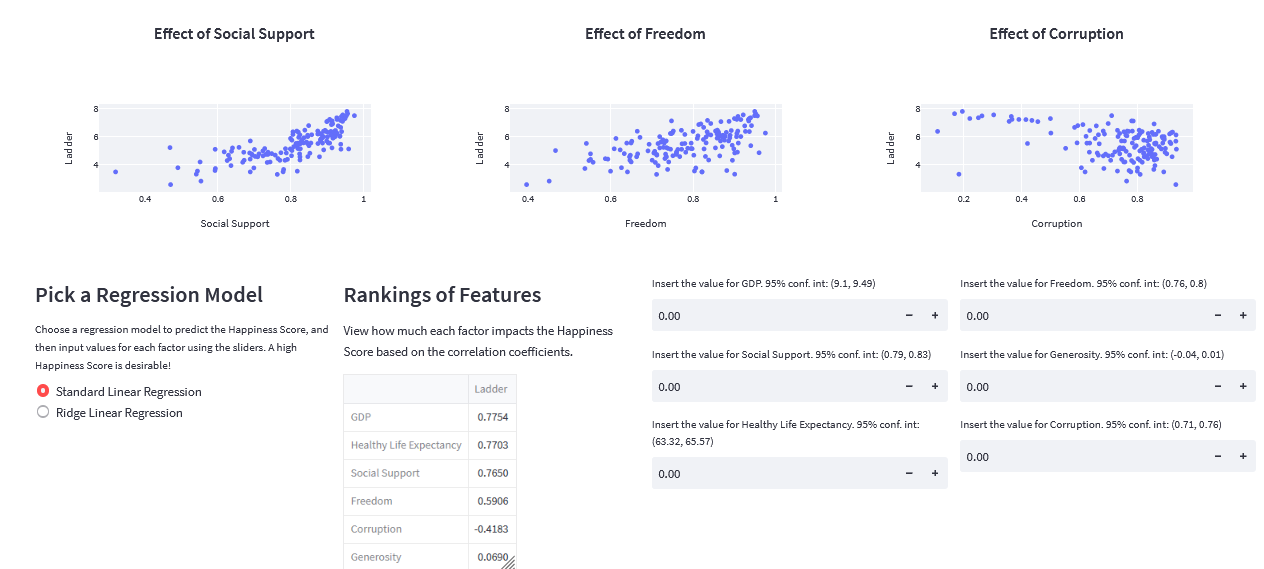 Effect of Social Support
Effect of Freedom
Effect of Corruption
8
6
4
Ladder
0.4
0.6
0.8
1
Social Support
8
6
4
Ladder
0.4
0.6
0.8
1
Freedom
8
6
4
Ladder
0.2
0.4
0.6
0.8
Corruption
Pick a Regression Model
Choose a regression model to predict the Happiness Score, and
then input values for each factor using the sliders. A high
Happiness Score is desirable!
Standard Linear Regression
Ridge Linear Regression
Rankings of Features
View how much each factor impacts the Happiness
Score based on the correlation coefficients.
Ladder
GDP 0.7754
Healthy Life Expectancy 0.7703
Social Support 0.7650
Freedom 0.5906
Corruption -0.4183
Generosity 0.0690
Insert the value for GDP. 95% conf. int: (9.1, 9.49)
0.00 − +
Insert the value for Social Support. 95% conf. int: (0.79, 0.83)
0.00 − +
Insert the value for Healthy Life Expectancy. 95% conf. int:
(63.32, 65.57)
0.00 − +
Insert the value for Freedom. 95% conf. int: (0.76, 0.8)
0.00 − +
Insert the value for Generosity. 95% conf. int: (-0.04, 0.01)
0.00 − +
Insert the value for Corruption. 95% conf. int: (0.71, 0.76)
0.00 − +